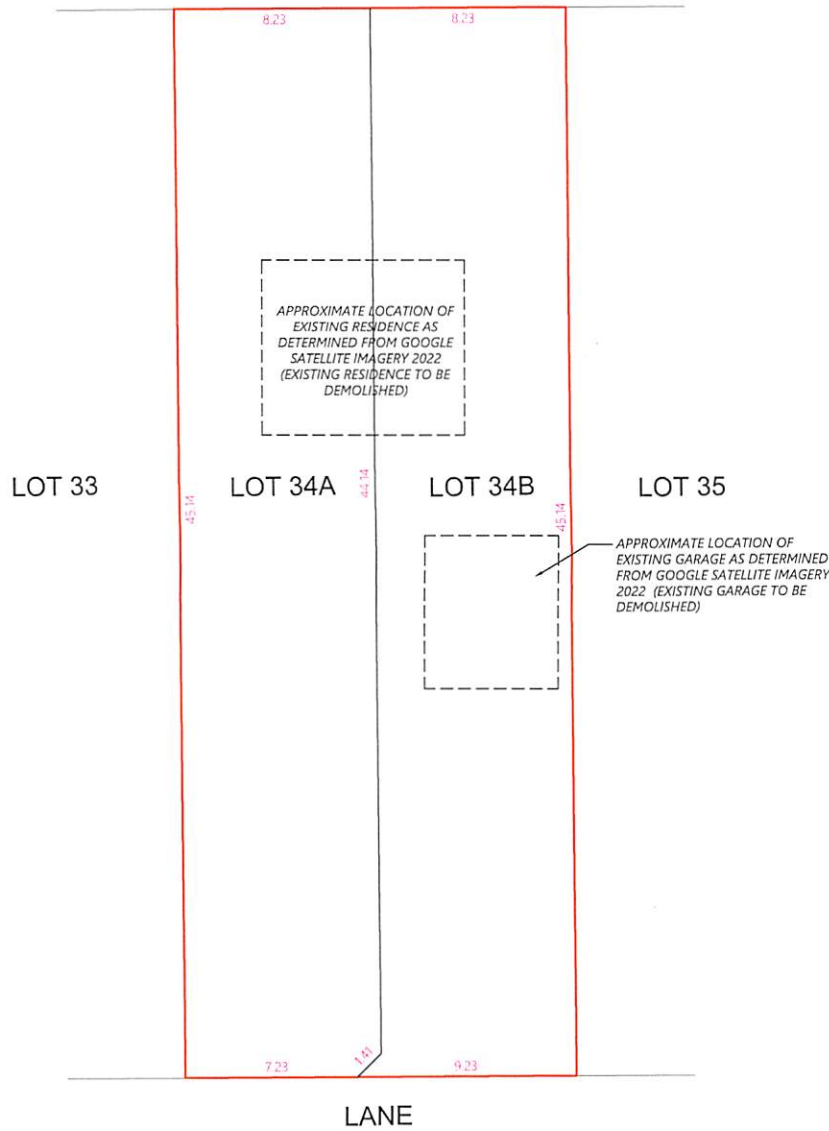 8.23
8.23
APPROXIMATE LOCATION OF
EXISTING RESIDENCE AS
DETERMINED FROM GOOGLE
SATELLITE IMAGERY 2022
(EXISTING RESIDENCE TO BE
DEMOLISHED)
LOT 33
LOT 34A
LOT 34B
LOT 35
45.14
44.14
45.14
APPROXIMATE LOCATION OF
EXISTING GARAGE AS DETERMINED
FROM GOOGLE SATELLITE IMAGERY
2022 (EXISTING GARAGE TO BE
DEMOLISHED)
7.23
1.41
9.23
LANE